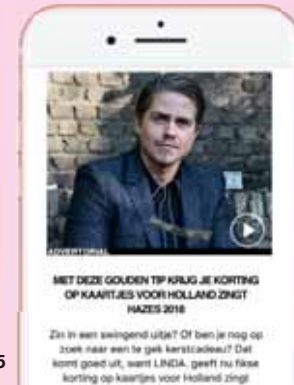 ADVERTORIAL
MET DEZE GOUDEN TIP KRIJG JE KORTING
OP KAARTJES VOOR HOLLAND ZINGT
HAZES 2018
Zin in een swingend uitje? Of ben je nog op
zoek naar een te gek kerstcadeau? Dat
komt goed uit, want LINDA. geeft nu fikse
korting op kaartjes voor Holland zingt
5